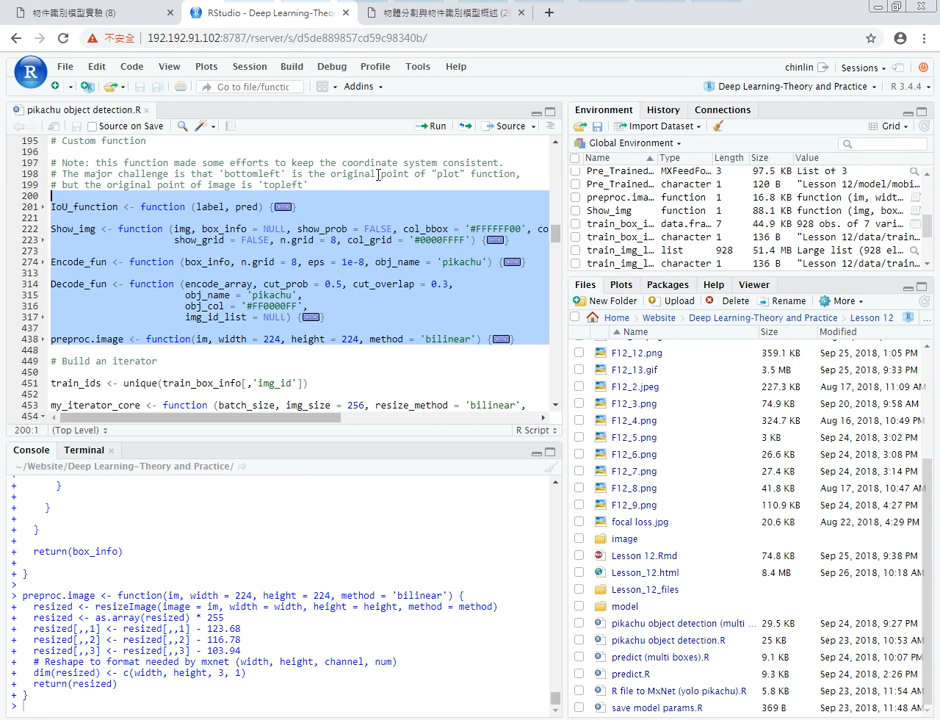 物件識別模型實驗 (8)
RStudio - Deep Learning-Theo
物體分割與物件識別概述 (25
不安全
192.192.91.102:8787/rserver/s/d5de889857cd59c98340b/
File Edit Code View Plots Session Build Debug Profile Tools Help
chinlin
Sessions
Go to file/functic
Addins
Deep Learning-Theory and Practice
R 3.4.4
pikachu object detection.R
Source on Save
Run
Source
195 # Custom function
196
197 # Note: this function made some efforts to keep the coordinate system consistent.
198 # The major challenge is that 'bottomleft' is the original point of "plot" function,
199 # but the original point of image is 'topleft'
200
201 IoU_function <- function (label, pred) {
221
222 Show_img <- function (img, box_info = NULL, show_prob = FALSE, col_bbox = '#FFFFFF00', co
223 show_grid = FALSE, n.grid = 8, col_grid = '#0000FFFF') {
273
274 Encode_fun <- function (box_info, n.grid = 8, eps = 1e-8, obj_name = 'pikachu') {
313
314 Decode_fun <- function (encode_array, cut_prob = 0.5, cut_overlap = 0.3,
315 obj_name = 'pikachu',
316 obj_col = '#FF0000FF',
317 img_id_list = NULL) {
437
438 preproc.image <- function(im, width = 224, height = 224, method = 'bilinear') {
448
449 # Build an iterator
450
451 train_ids <- unique(train_box_info[,'img_id'])
452
453 my_iterator_core <- function (batch_size, img_size = 256, resize_method = 'bilinear',
454
200:1 (Top Level)
R Script
Console Terminal
~/Website/Deep Learning-Theory and Practice/
+ }
+
+ }
+
+ }
+
+ return(box_info)
+
+ }
>
> preproc.image <- function(im, width = 224, height = 224, method = 'bilinear') {
+ resized <- resizeImage(image = im, width = width, height = height, method = method)
+ resized <- as.array(resized) * 255
+ resized[,,1] <- resized[,,1] - 123.68
+ resized[,,2] <- resized[,,2] - 116.78
+ resized[,,3] <- resized[,,3] - 103.94
+ # Reshape to format needed by mxnet (width, height, channel, num)
+ dim(resized) <- c(width, height, 3, 1)
+ return(resized)
+ }
>
Environment History Connections
Import Dataset
Grid
Global Environment
Name Type Length Size Value
Pre_Trained… MXFeedFo… 3 97.5 KB List of 3
Pre_Trained… character 1 120 B "Lesson 12/model/mobi…
preproc.ima… function 1 16.8 KB function (im, widt…
Show_img function 1 88.1 KB function (img, box…
train_box_i… data.fra… 7 44.9 KB 928 obs. of 7 vari…
train_box_i… character 1 136 B "Lesson 12/data/train…
train_img_l… list 928 51.4 MB Large list (928 el…
train_img_l… character 1 136 B "Lesson 12/data/train…
Files Plots Packages Help Viewer
New Folder Upload Delete Rename More
Home Website Deep Learning-Theory and Practice Lesson 12 ...
Name Size Modified
F12_12.png 359.1 KB Sep 25, 2018, 1:05 PM
F12_13.gif 3.5 MB Sep 25, 2018, 9:33 PM
F12_2.jpeg 227.3 KB Aug 17, 2018, 11:09 AM
F12_3.png 74.9 KB Sep 20, 2018, 9:58 AM
F12_4.png 324.7 KB Aug 16, 2018, 10:49 PM
F12_5.png 3 KB Sep 24, 2018, 3:02 PM
F12_6.png 26.6 KB Sep 24, 2018, 3:08 PM
F12_7.png 27.4 KB Sep 24, 2018, 3:14 PM
F12_8.png 41.8 KB Aug 17, 2018, 10:47 AM
F12_9.png 110.9 KB Sep 24, 2018, 4:27 PM
focal loss.jpg 20.6 KB Aug 22, 2018, 4:29 PM
image
Lesson 12.Rmd 74.8 KB Sep 25, 2018, 9:38 PM
Lesson_12.html 8.4 MB Sep 26, 2018, 10:18 AM
Lesson_12_files
model
pikachu object detection (multi … 29.5 KB Sep 24, 2018, 9:27 PM
pikachu object detection.R 25 KB Sep 23, 2018, 10:53 AM
predict (multi boxes).R 9.1 KB Sep 24, 2018, 10:07 PM
predict.R 9.3 KB Sep 24, 2018, 2:26 PM
R file to MxNet (yolo pikachu).R 5.8 KB Sep 23, 2018, 11:54 AM
save model params.R 369 B Sep 23, 2018, 11:48 AM